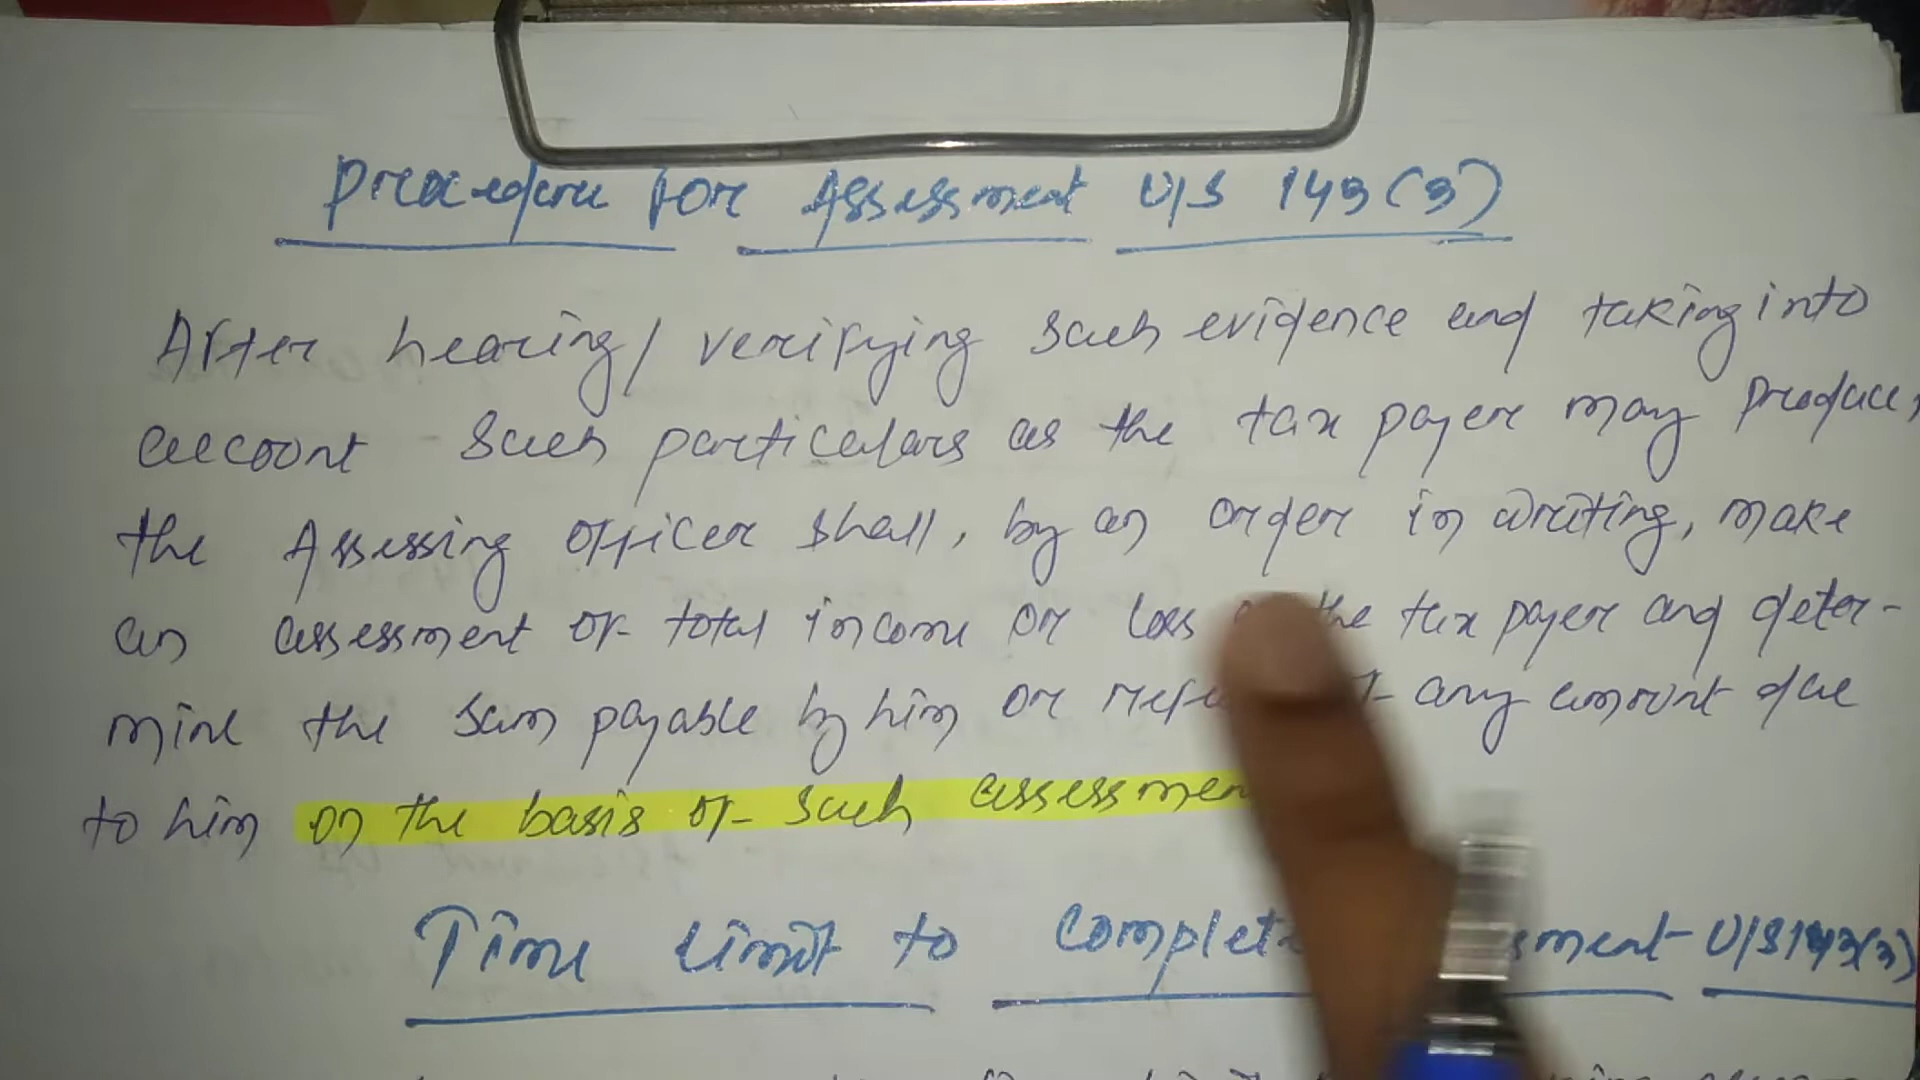 Procedure for Assessment U/S 143(3)
After hearing/ verifying such evidence and taking into
account such particulars as the tax payer may produce,
the Assessing officer shall, by an order in writing, make
an assessment of total income or loss the tax payer and deter-
mine the sum payable by him or any amount due
to him on the basis of such assessmen
Time Limit to Complete U/S 143(3)